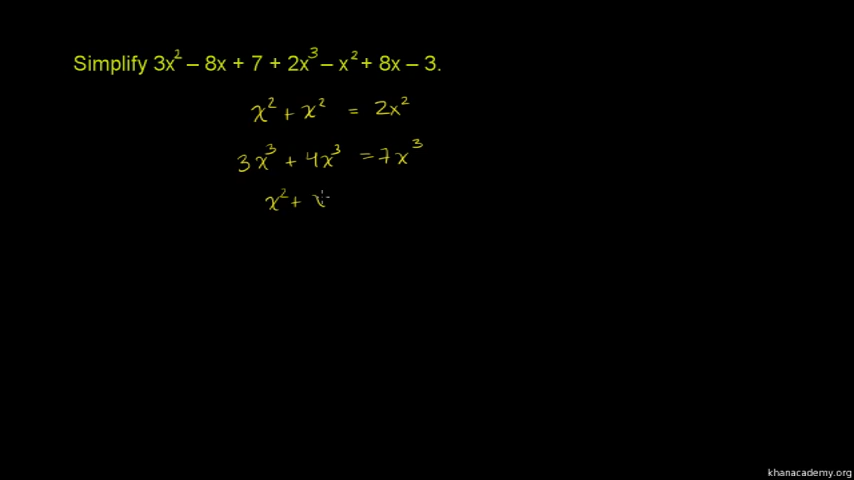 Simplify 3x² – 8x + 7 + 2x³ – x² + 8x – 3.
x² + x² = 2x²
3x³ + 4x³ = 7x³
x² + x
khanacademy.org